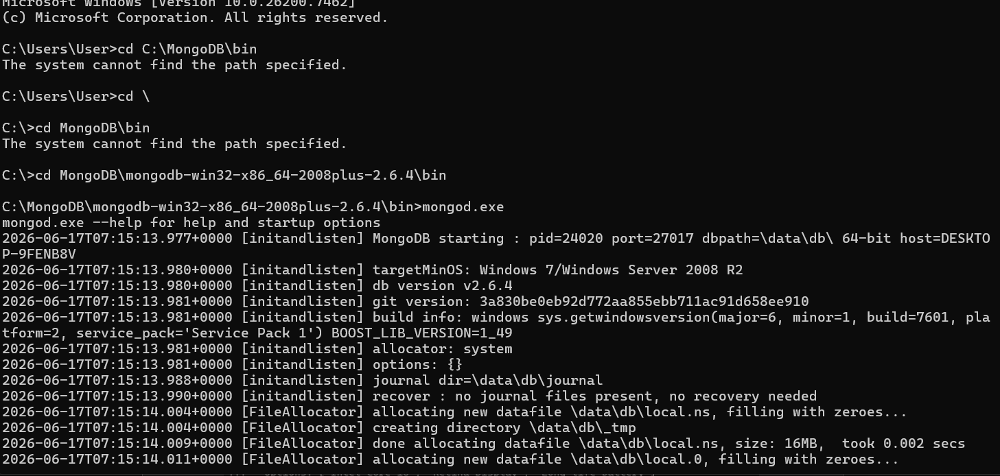 Microsoft Windows [Version 10.0.26200.7462]
(c) Microsoft Corporation. All rights reserved.
C:\Users\User>cd C:\MongoDB\bin
The system cannot find the path specified.
C:\Users\User>cd \
C:\>cd MongoDB\bin
The system cannot find the path specified.
C:\>cd MongoDB\mongodb-win32-x86_64-2008plus-2.6.4\bin
C:\MongoDB\mongodb-win32-x86_64-2008plus-2.6.4\bin>mongod.exe
mongod.exe --help for help and startup options
2026-06-17T07:15:13.977+0000 [initandlisten] MongoDB starting : pid=24020 port=27017 dbpath=\data\db\ 64-bit host=DESKTO
P-9FENB8V
2026-06-17T07:15:13.980+0000 [initandlisten] targetMinOS: Windows 7/Windows Server 2008 R2
2026-06-17T07:15:13.980+0000 [initandlisten] db version v2.6.4
2026-06-17T07:15:13.981+0000 [initandlisten] git version: 3a830be0eb92d772aa855ebb711ac91d658ee910
2026-06-17T07:15:13.981+0000 [initandlisten] build info: windows sys.getwindowsversion(major=6, minor=1, build=7601, pla
tform=2, service_pack='Service Pack 1') BOOST_LIB_VERSION=1_49
2026-06-17T07:15:13.981+0000 [initandlisten] allocator: system
2026-06-17T07:15:13.981+0000 [initandlisten] options: {}
2026-06-17T07:15:13.988+0000 [initandlisten] journal dir=\data\db\journal
2026-06-17T07:15:13.990+0000 [initandlisten] recover : no journal files present, no recovery needed
2026-06-17T07:15:14.004+0000 [FileAllocator] allocating new datafile \data\db\local.ns, filling with zeroes...
2026-06-17T07:15:14.004+0000 [FileAllocator] creating directory \data\db\_tmp
2026-06-17T07:15:14.009+0000 [FileAllocator] done allocating datafile \data\db\local.ns, size: 16MB,  took 0.002 secs
2026-06-17T07:15:14.011+0000 [FileAllocator] allocating new datafile \data\db\local.0, filling with zeroes...